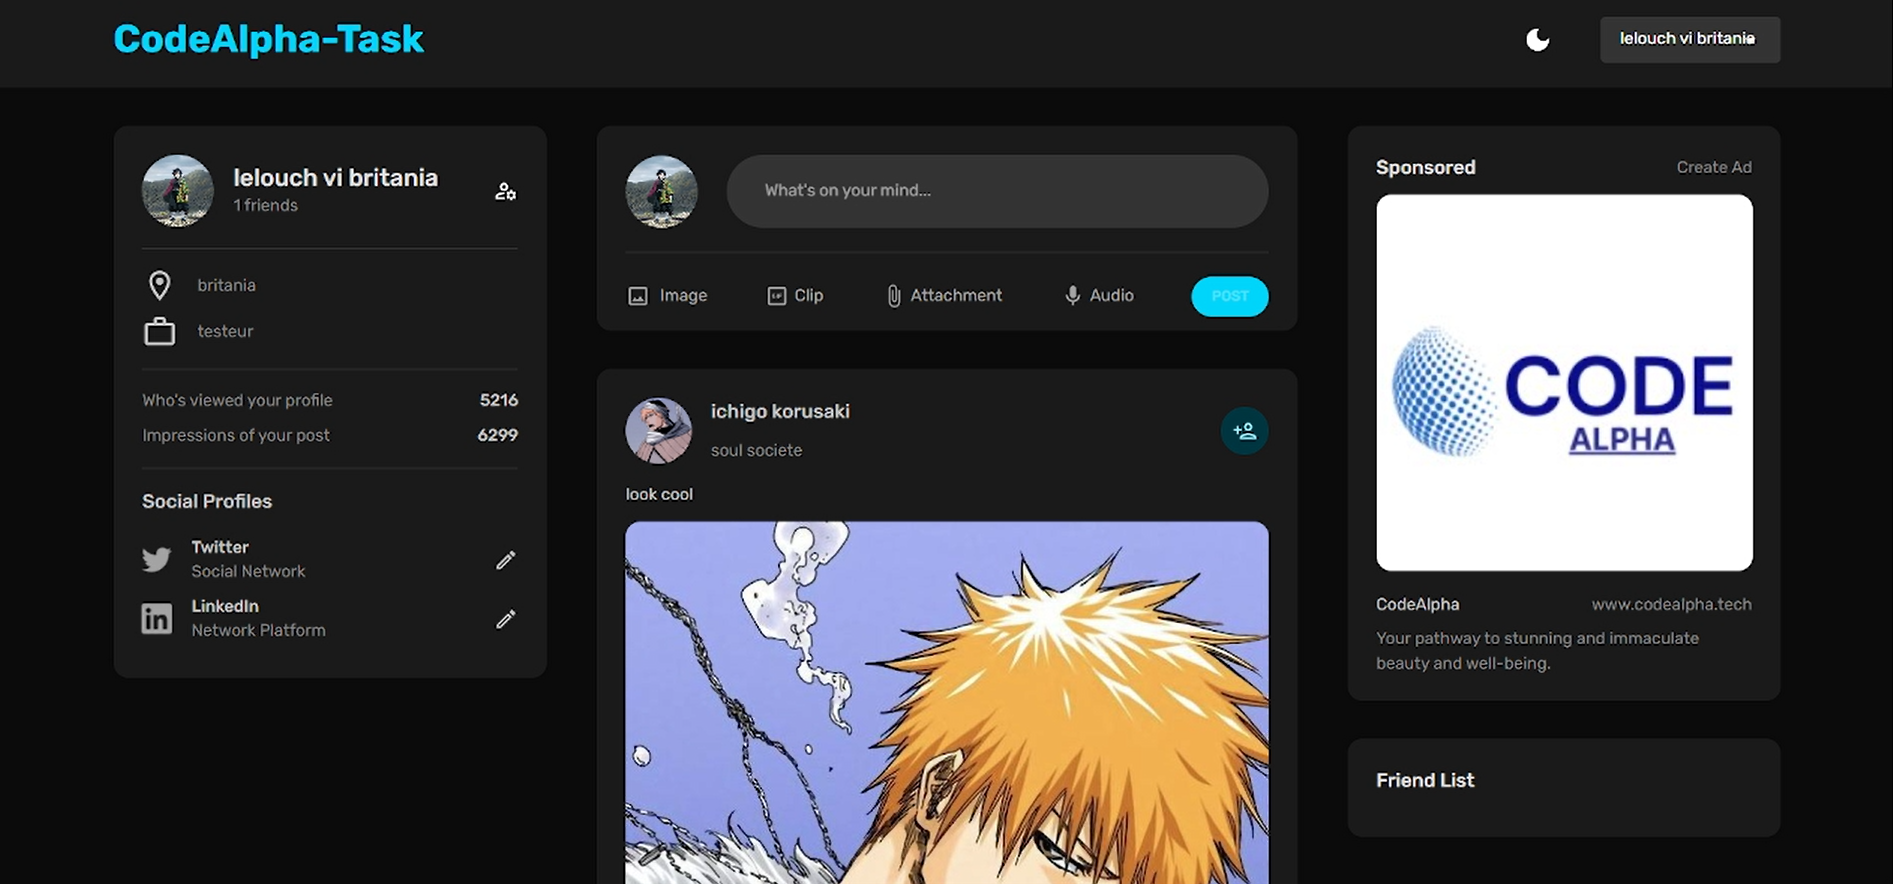 CodeAlpha-Task
lelouch vi britania
lelouch vi britania
1 friends
britania
testeur
Who's viewed your profile 5216
Impressions of your post 6299
Social Profiles
Twitter
Social Network
LinkedIn
Network Platform
What's on your mind...
Image Clip Attachment Audio POST
ichigo korusaki
soul societe
look cool
Sponsored Create Ad
CODE
ALPHA
CodeAlpha www.codealpha.tech
Your pathway to stunning and immaculate
beauty and well-being.
Friend List